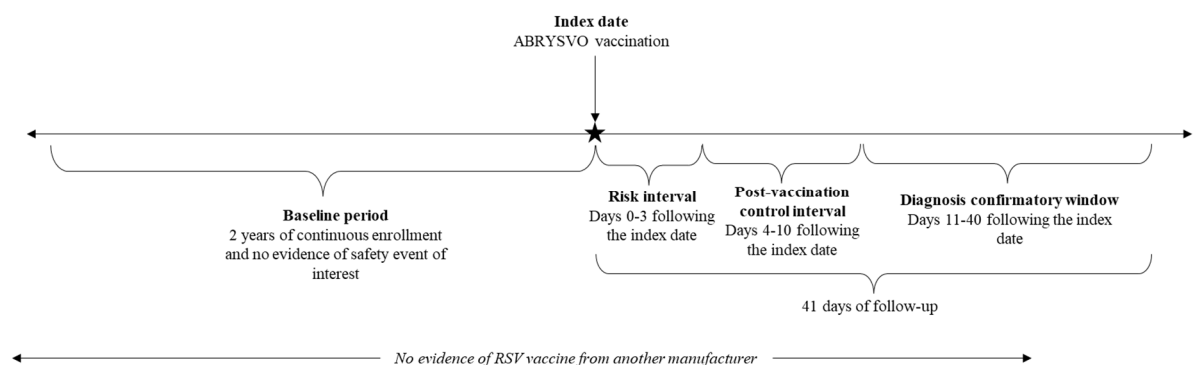 Index date
ABRYSVO vaccination
Baseline period
2 years of continuous enrollment
and no evidence of safety event of
interest
Risk interval
Days 0-3 following
the index date
Post-vaccination
control interval
Days 4-10 following
the index date
Diagnosis confirmatory window
Days 11-40 following the index
date
41 days of follow-up
No evidence of RSV vaccine from another manufacturer